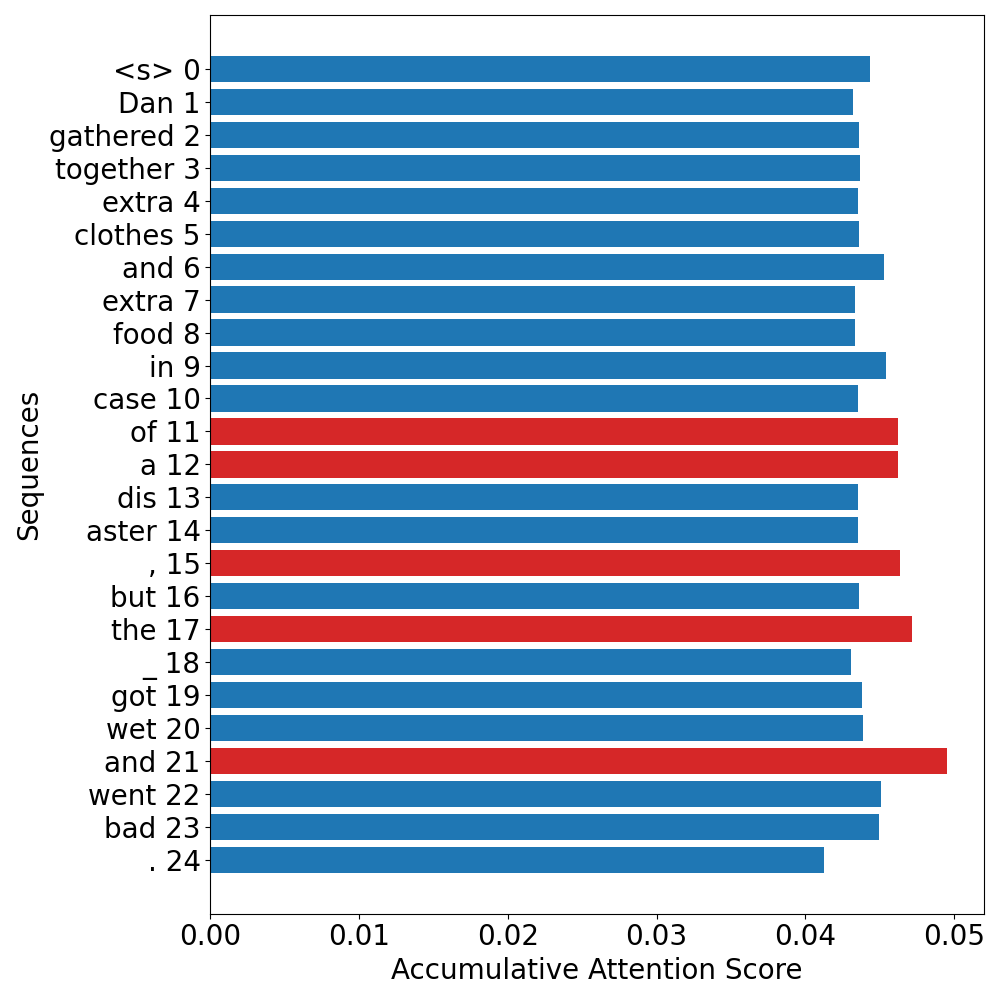 <s> 0
Dan 1
gathered 2
together 3
extra 4
clothes 5
and 6
extra 7
food 8
in 9
case 10
of 11
a 12
dis 13
aster 14
, 15
but 16
the 17
_ 18
got 19
wet 20
and 21
went 22
bad 23
. 24
Sequences
0.00 0.01 0.02 0.03 0.04 0.05
Accumulative Attention Score